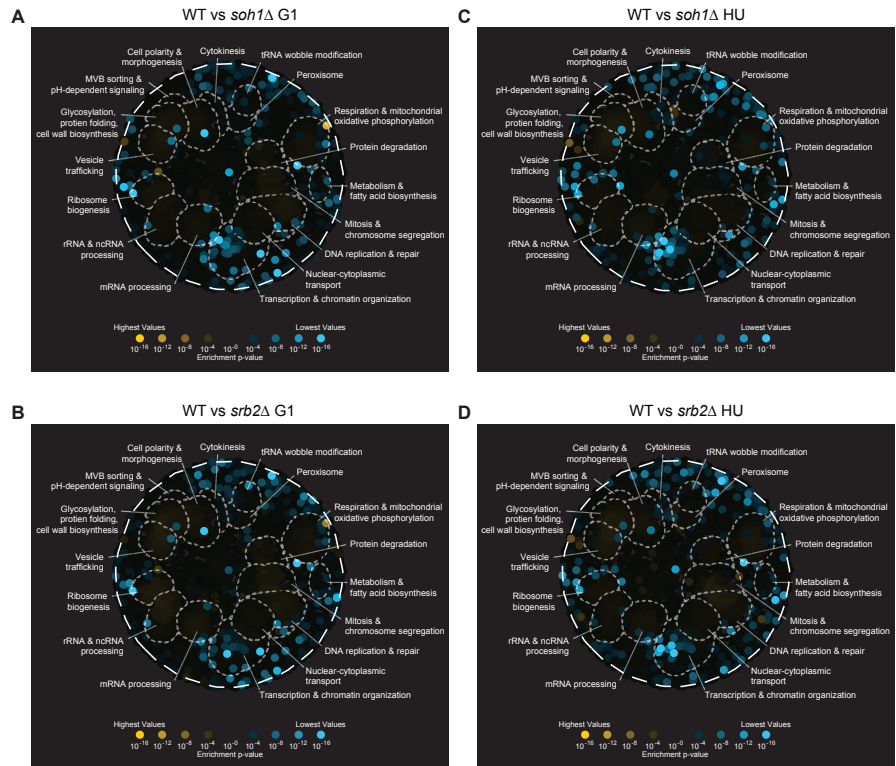 A
WT vs soh1Δ G1
Cell polarity &
morphogenesis
Cytokinesis
tRNA wobble modification
MVB sorting &
pH-dependent signaling
Peroxisome
Glycosylation,
protien folding,
cell wall biosynthesis
Respiration & mitochondrial
oxidative phosphorylation
Vesicle
trafficking
Protein degradation
Ribosome
biogenesis
Metabolism &
fatty acid biosynthesis
rRNA & ncRNA
processing
Mitosis &
chromosome segregation
DNA replication & repair
mRNA processing
Nuclear-cytoplasmic
transport
Transcription & chromatin organization
Highest Values
Lowest Values
10⁻¹⁶ 10⁻¹² 10⁻⁸ 10⁻⁴ 10⁻⁰ 10⁻⁴ 10⁻⁸ 10⁻¹² 10⁻¹⁶
Enrichment p-value
C
WT vs soh1Δ HU
Cell polarity &
morphogenesis
Cytokinesis
tRNA wobble modification
MVB sorting &
pH-dependent signaling
Peroxisome
Glycosylation,
protien folding,
cell wall biosynthesis
Respiration & mitochondrial
oxidative phosphorylation
Vesicle
trafficking
Protein degradation
Ribosome
biogenesis
Metabolism &
fatty acid biosynthesis
rRNA & ncRNA
processing
Mitosis &
chromosome segregation
DNA replication & repair
mRNA processing
Nuclear-cytoplasmic
transport
Transcription & chromatin organization
Highest Values
Lowest Values
10⁻¹⁶ 10⁻¹² 10⁻⁸ 10⁻⁴ 10⁻⁰ 10⁻⁴ 10⁻⁸ 10⁻¹² 10⁻¹⁶
Enrichment p-value
B
WT vs srb2Δ G1
Cell polarity &
morphogenesis
Cytokinesis
tRNA wobble modification
MVB sorting &
pH-dependent signaling
Peroxisome
Glycosylation,
protien folding,
cell wall biosynthesis
Respiration & mitochondrial
oxidative phosphorylation
Vesicle
trafficking
Protein degradation
Ribosome
biogenesis
Metabolism &
fatty acid biosynthesis
rRNA & ncRNA
processing
Mitosis &
chromosome segregation
DNA replication & repair
mRNA processing
Nuclear-cytoplasmic
transport
Transcription & chromatin organization
Highest Values
Lowest Values
10⁻¹⁶ 10⁻¹² 10⁻⁸ 10⁻⁴ 10⁻⁰ 10⁻⁴ 10⁻⁸ 10⁻¹² 10⁻¹⁶
Enrichment p-value
D
WT vs srb2Δ HU
Cell polarity &
morphogenesis
Cytokinesis
tRNA wobble modification
MVB sorting &
pH-dependent signaling
Peroxisome
Glycosylation,
protien folding,
cell wall biosynthesis
Respiration & mitochondrial
oxidative phosphorylation
Vesicle
trafficking
Protein degradation
Ribosome
biogenesis
Metabolism &
fatty acid biosynthesis
rRNA & ncRNA
processing
Mitosis &
chromosome segregation
DNA replication & repair
mRNA processing
Nuclear-cytoplasmic
transport
Transcription & chromatin organization
Highest Values
Lowest Values
10⁻¹⁶ 10⁻¹² 10⁻⁸ 10⁻⁴ 10⁻⁰ 10⁻⁴ 10⁻⁸ 10⁻¹² 10⁻¹⁶
Enrichment p-value